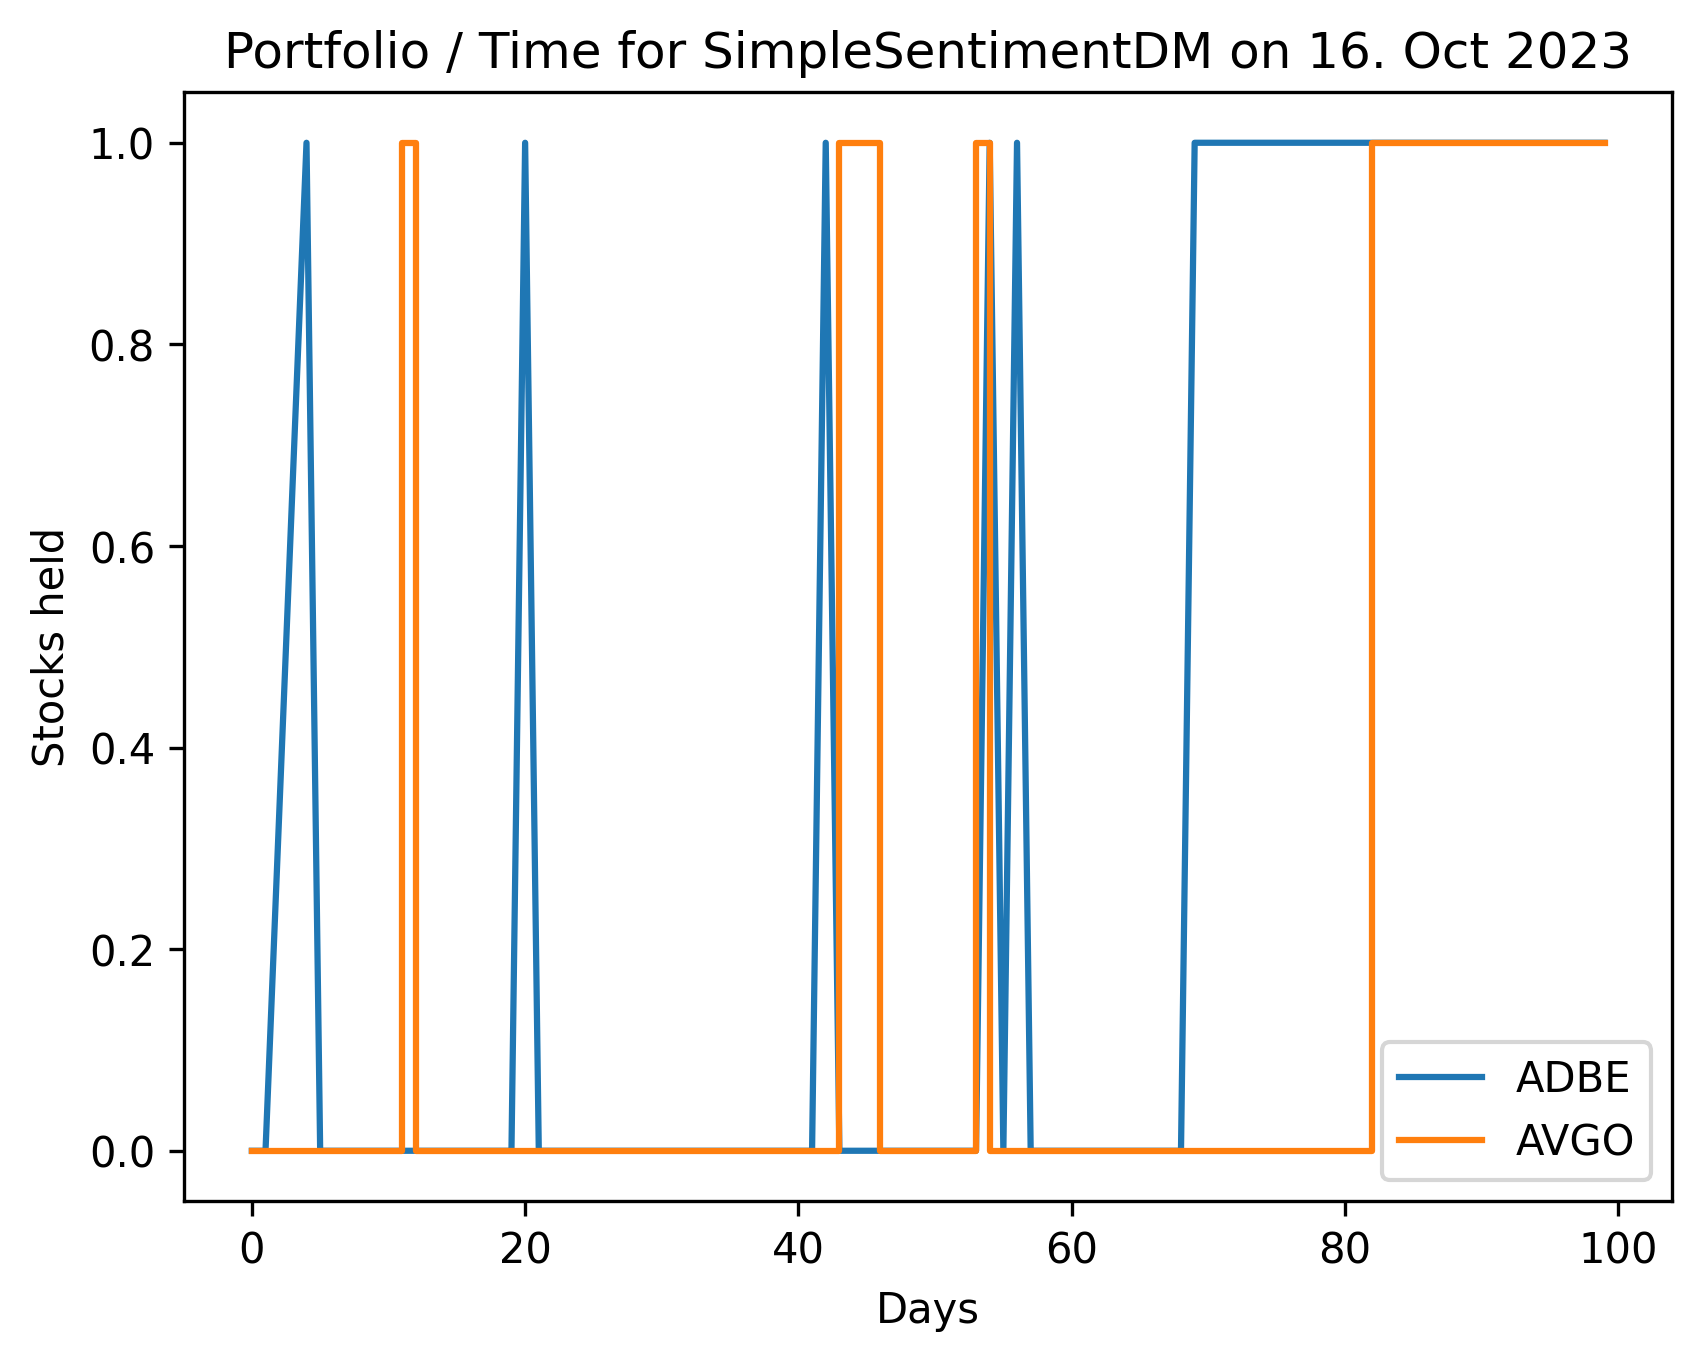 Portfolio / Time for SimpleSentimentDM on 16. Oct 2023
1.0
0.8
0.6
0.4
0.2
0.0
Stocks held
0 20 40 60 80 100
Days
ADBE
AVGO